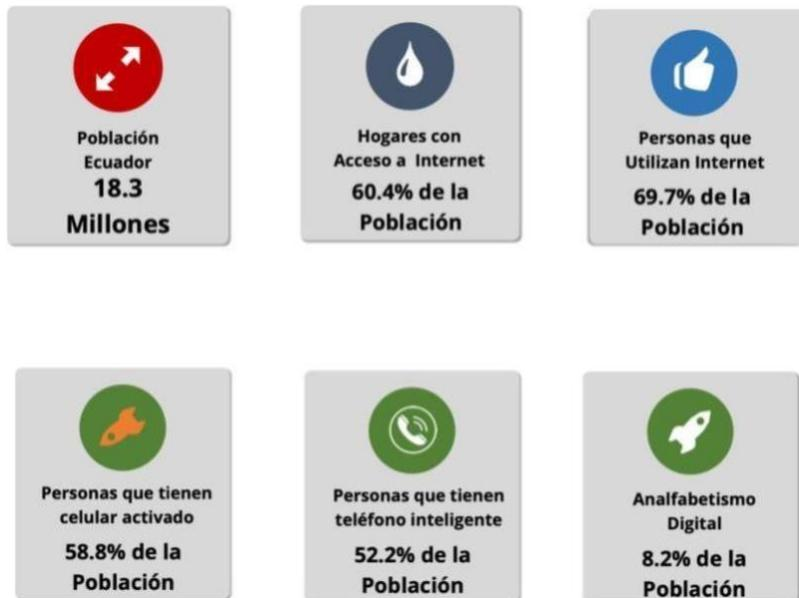 Población
Ecuador
18.3
Millones
Hogares con
Acceso a Internet
60.4% de la
Población
Personas que
Utilizan Internet
69.7% de la
Población
Personas que tienen
celular activado
58.8% de la
Población
Personas que tienen
teléfono inteligente
52.2% de la
Población
Analfabetismo
Digital
8.2% de la
Población